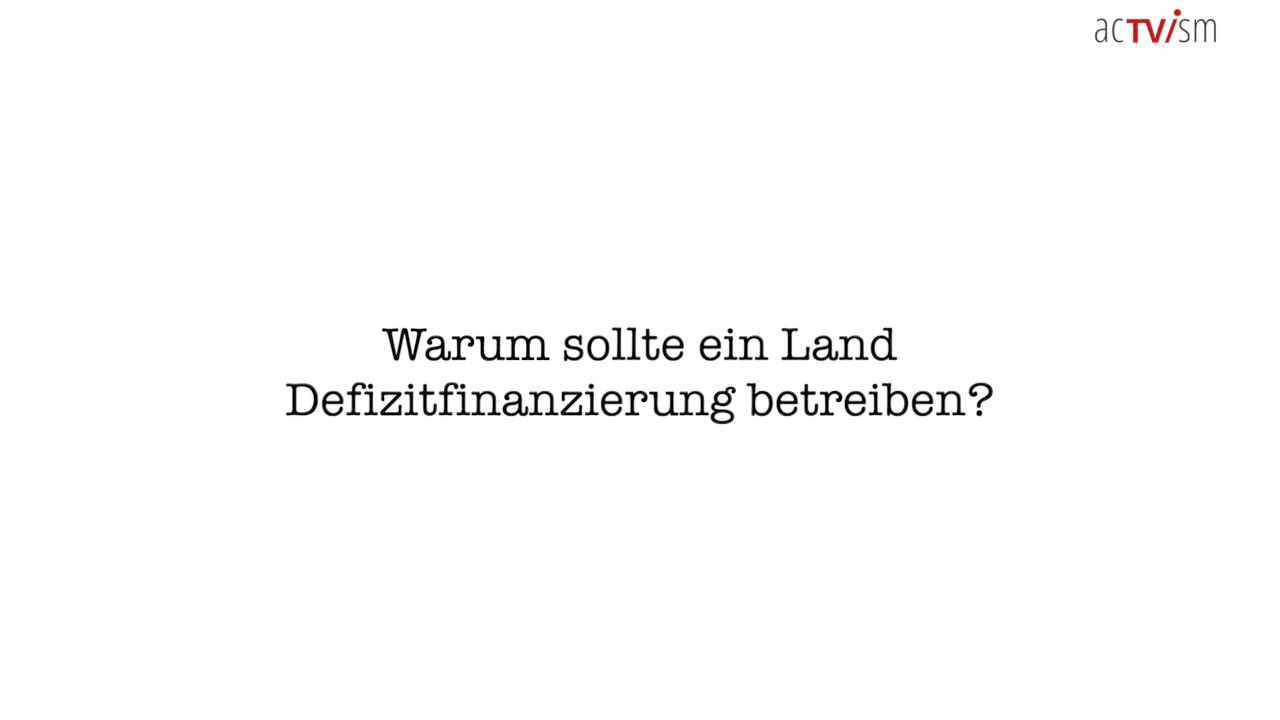 acTVism
Warum sollte ein Land
Defizitfinanzierung betreiben?